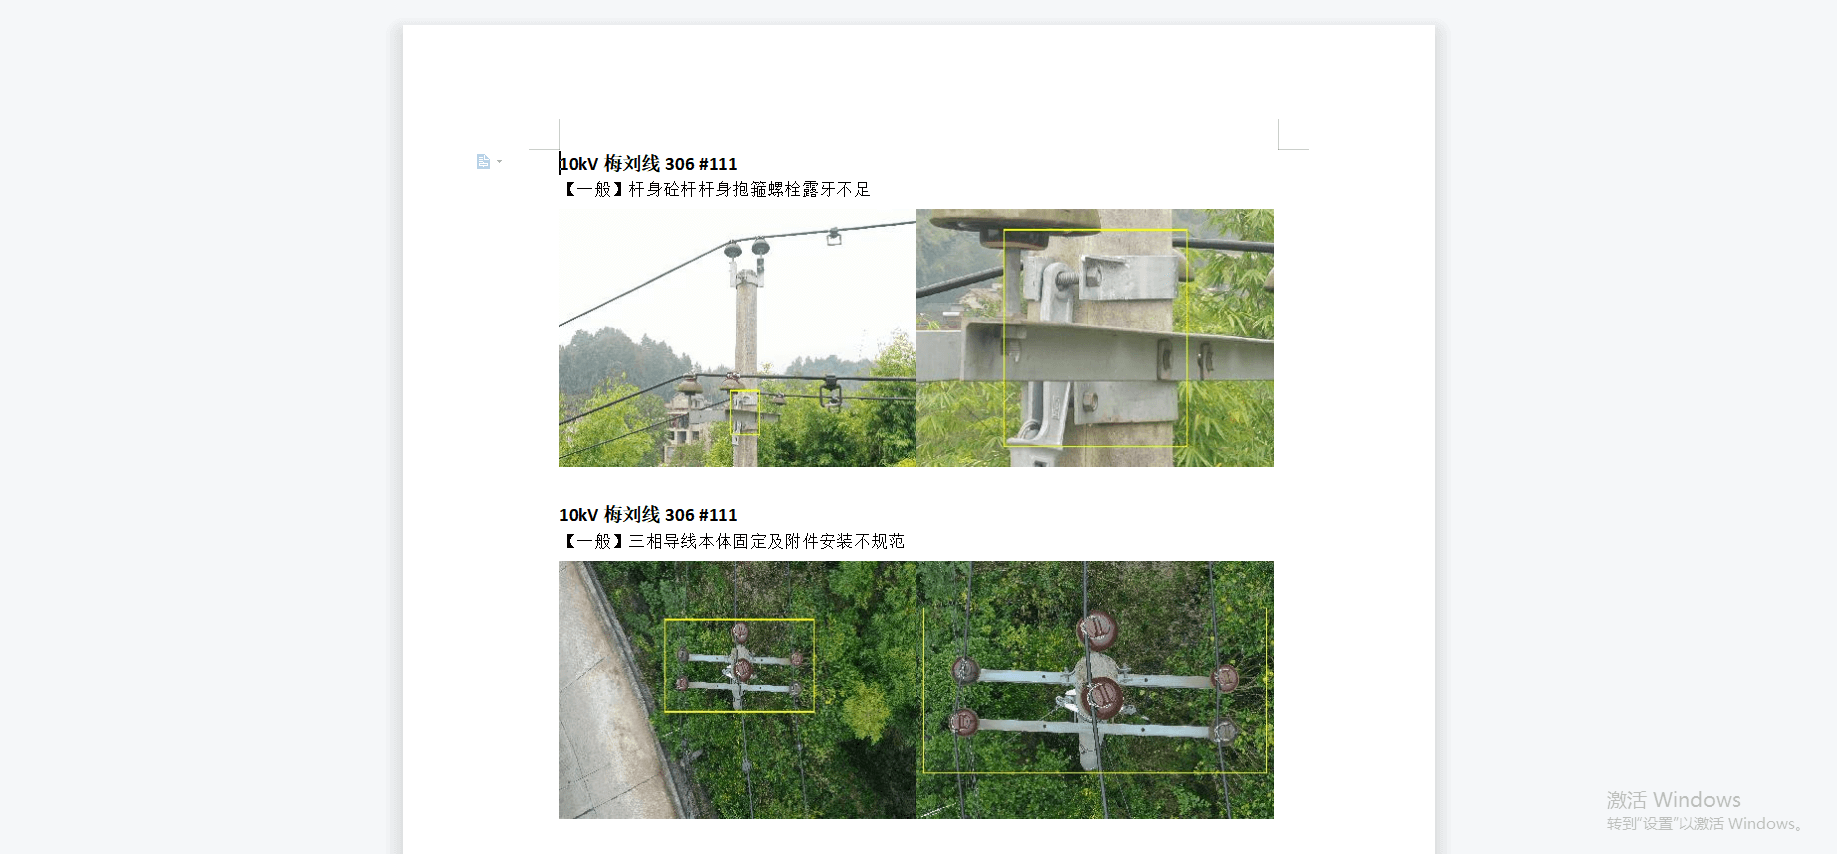 10kV 梅刘线 306 #111
【一般】杆身砼杆杆身抱箍螺栓露牙不足
10kV 梅刘线 306 #111
【一般】三相导线本体固定及附件安装不规范
激活 Windows
转到“设置”以激活 Windows。